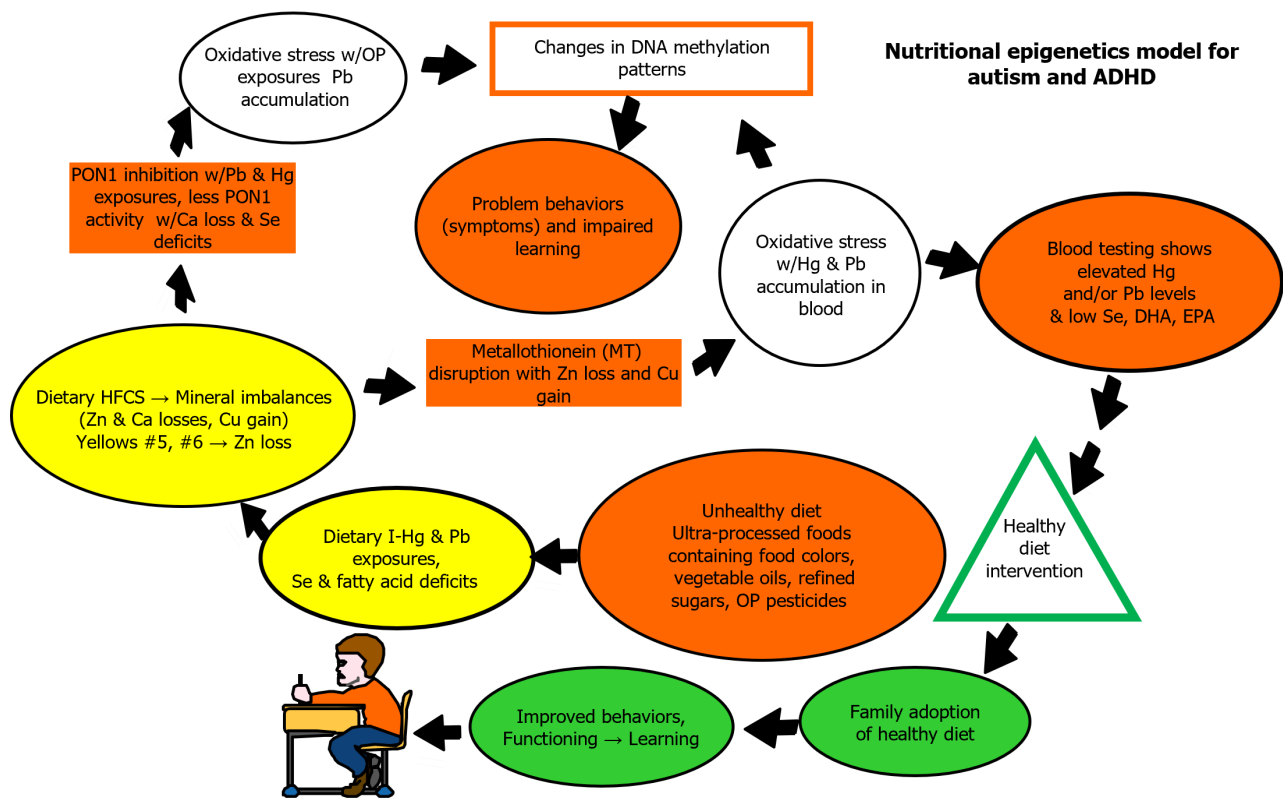 Nutritional epigenetics model for
autism and ADHD
Oxidative stress w/OP
exposures  Pb
accumulation
Changes in DNA methylation
patterns
PON1 inhibition w/Pb & Hg
exposures, less PON1
activity  w/Ca loss & Se
deficits
Problem behaviors
(symptoms) and impaired
learning
Oxidative stress
w/Hg & Pb
accumulation in
blood
Blood testing shows
elevated Hg
and/or Pb levels
& low Se, DHA, EPA
Dietary HFCS → Mineral imbalances
(Zn & Ca losses, Cu gain)
Yellows #5, #6 → Zn loss
Metallothionein (MT)
disruption with Zn loss and Cu
gain
Dietary I-Hg & Pb
exposures,
Se & fatty acid deficits
Unhealthy diet
Ultra-processed foods
containing food colors,
vegetable oils, refined
sugars, OP pesticides
Healthy
diet
intervention
Improved behaviors,
Functioning → Learning
Family adoption
of healthy diet